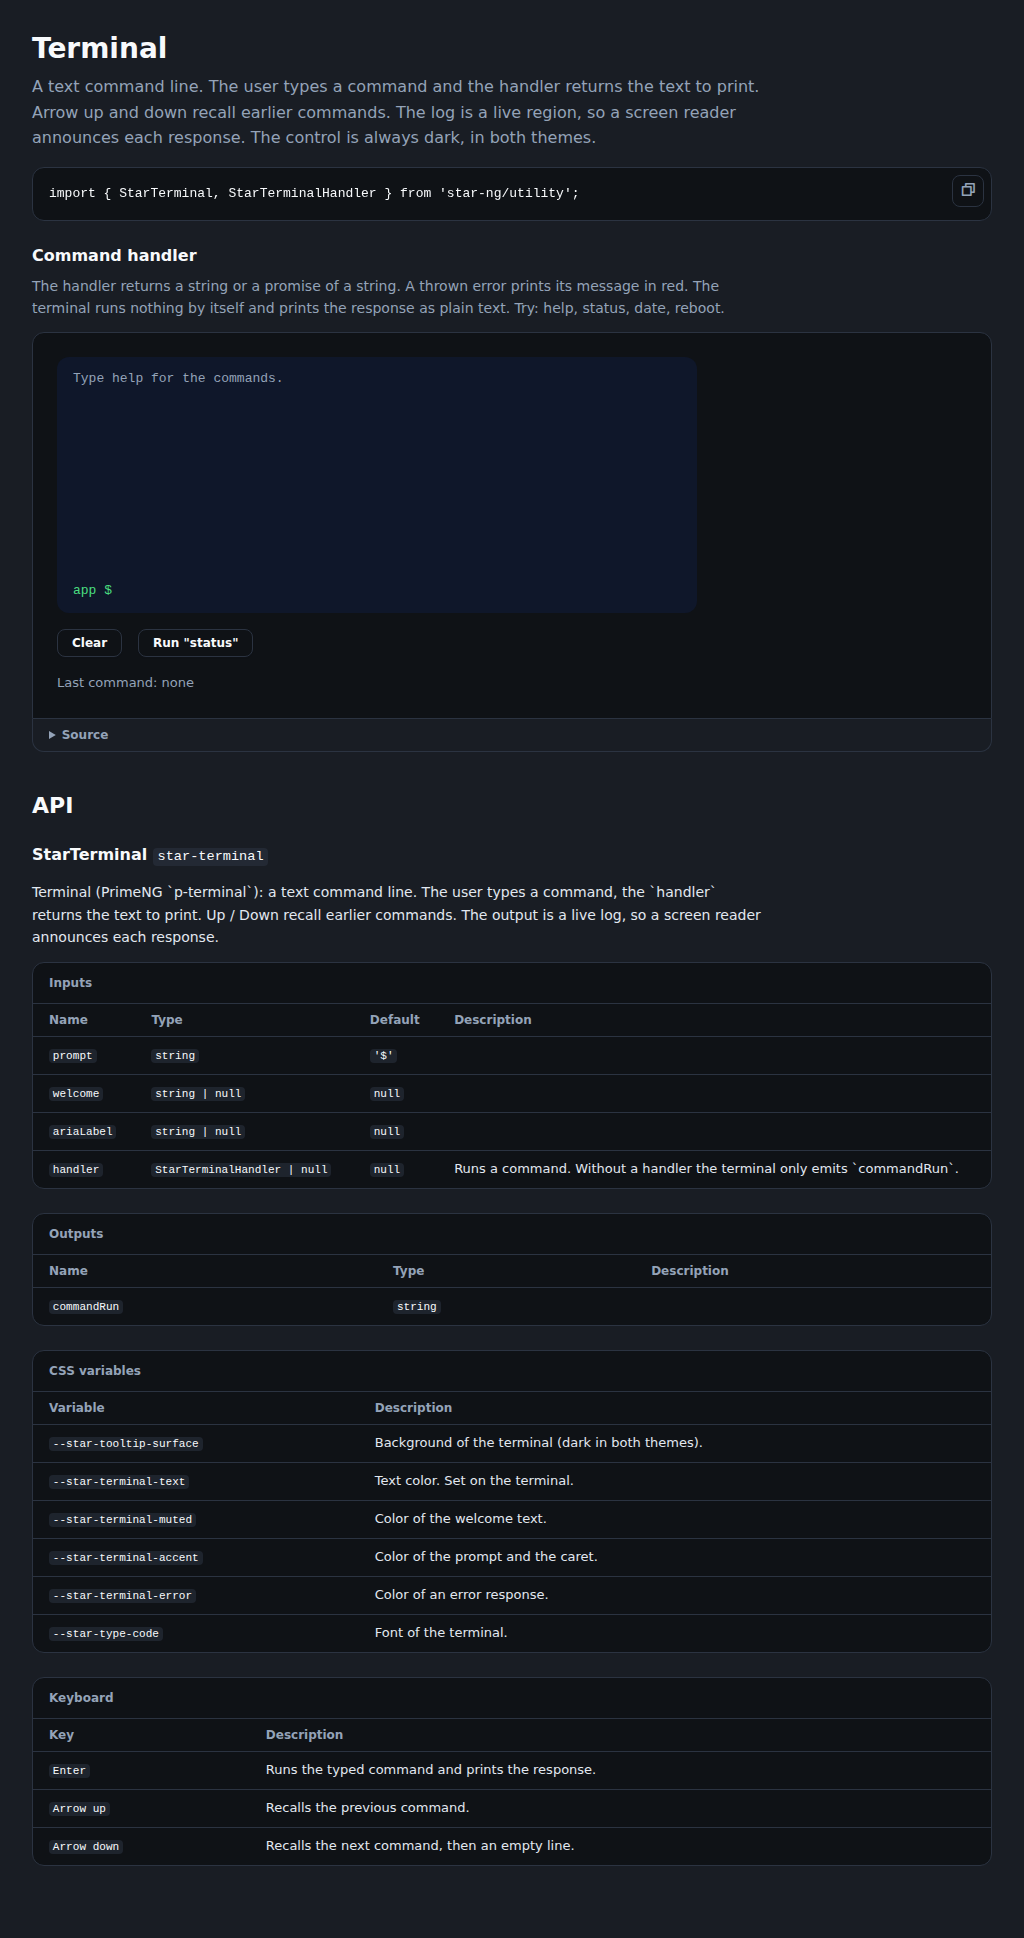 Terminal
A text command line. The user types a command and the handler returns the text to print.
Arrow up and down recall earlier commands. The log is a live region, so a screen reader
announces each response. The control is always dark, in both themes.
import { StarTerminal, StarTerminalHandler } from 'star-ng/utility';
Command handler
The handler returns a string or a promise of a string. A thrown error prints its message in red. The
terminal runs nothing by itself and prints the response as plain text. Try: help, status, date, reboot.
Type help for the commands.
app $
Clear Run "status"
Last command: none
Source
API
StarTerminal star-terminal
Terminal (PrimeNG `p-terminal`): a text command line. The user types a command, the `handler`
returns the text to print. Up / Down recall earlier commands. The output is a live log, so a screen reader
announces each response.
Inputs
Name Type Default Description
prompt string '$'
welcome string | null null
ariaLabel string | null null
handler StarTerminalHandler | null null Runs a command. Without a handler the terminal only emits `commandRun`.
Outputs
Name Type Description
commandRun string
CSS variables
Variable Description
--star-tooltip-surface Background of the terminal (dark in both themes).
--star-terminal-text Text color. Set on the terminal.
--star-terminal-muted Color of the welcome text.
--star-terminal-accent Color of the prompt and the caret.
--star-terminal-error Color of an error response.
--star-type-code Font of the terminal.
Keyboard
Key Description
Enter Runs the typed command and prints the response.
Arrow up Recalls the previous command.
Arrow down Recalls the next command, then an empty line.